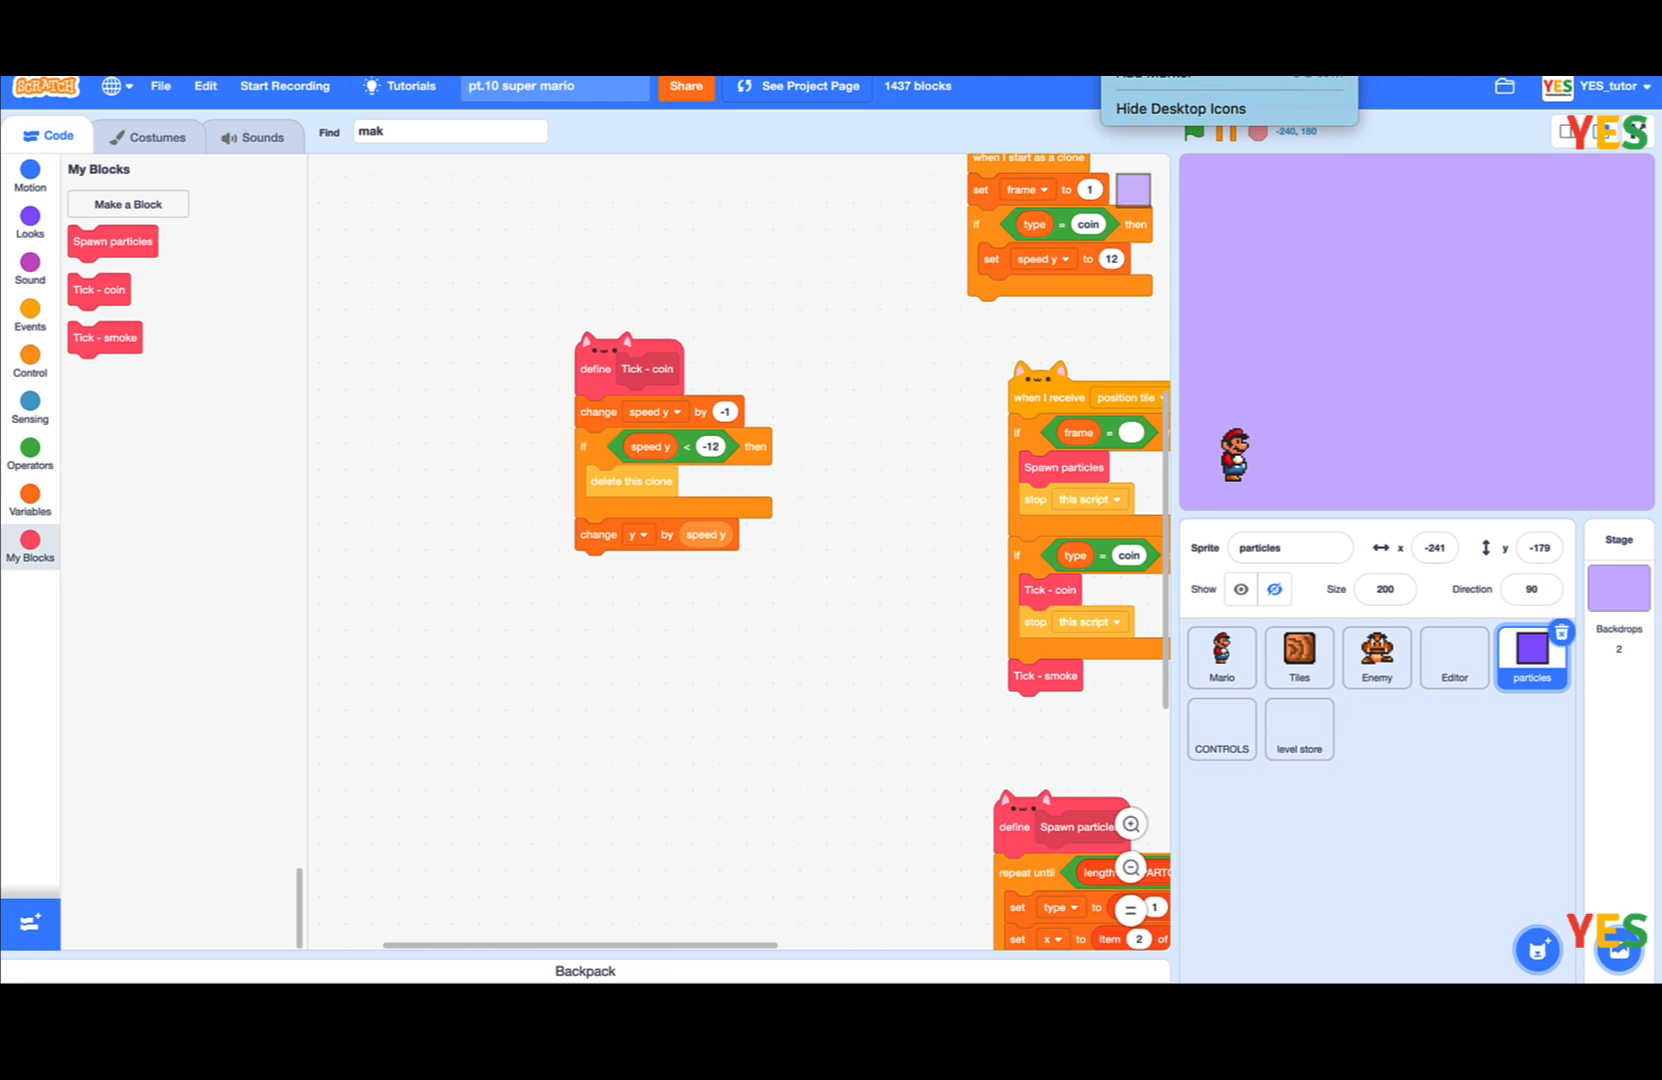 SCRATCH File Edit Start Recording Tutorials pt.10 super mario Share See Project Page 1437 blocks YES YES_tutor
Hide Desktop Icons
Code Costumes Sounds Find mak -240, 180 YES
Motion
Looks
Sound
Events
Control
Sensing
Operators
Variables
My Blocks
My Blocks
Make a Block
Spawn particles
Tick - coin
Tick - smoke
define Tick - coin
change speed y by -1
if speed y < -12 then
delete this clone
change y by speed y
when I start as a clone
set frame to 1
if type = coin then
set speed y to 12
when I receive position tile
if frame =
Spawn particles
stop this script
if type = coin
Tick - coin
stop this script
Tick - smoke
define Spawn particles
repeat until length
set type to 1
set x to item 2 of
Sprite particles x -241 y -179
Show Size 200 Direction 90
Mario Tiles Enemy Editor particles
CONTROLS level store
Stage
Backdrops
2
YES
Backpack